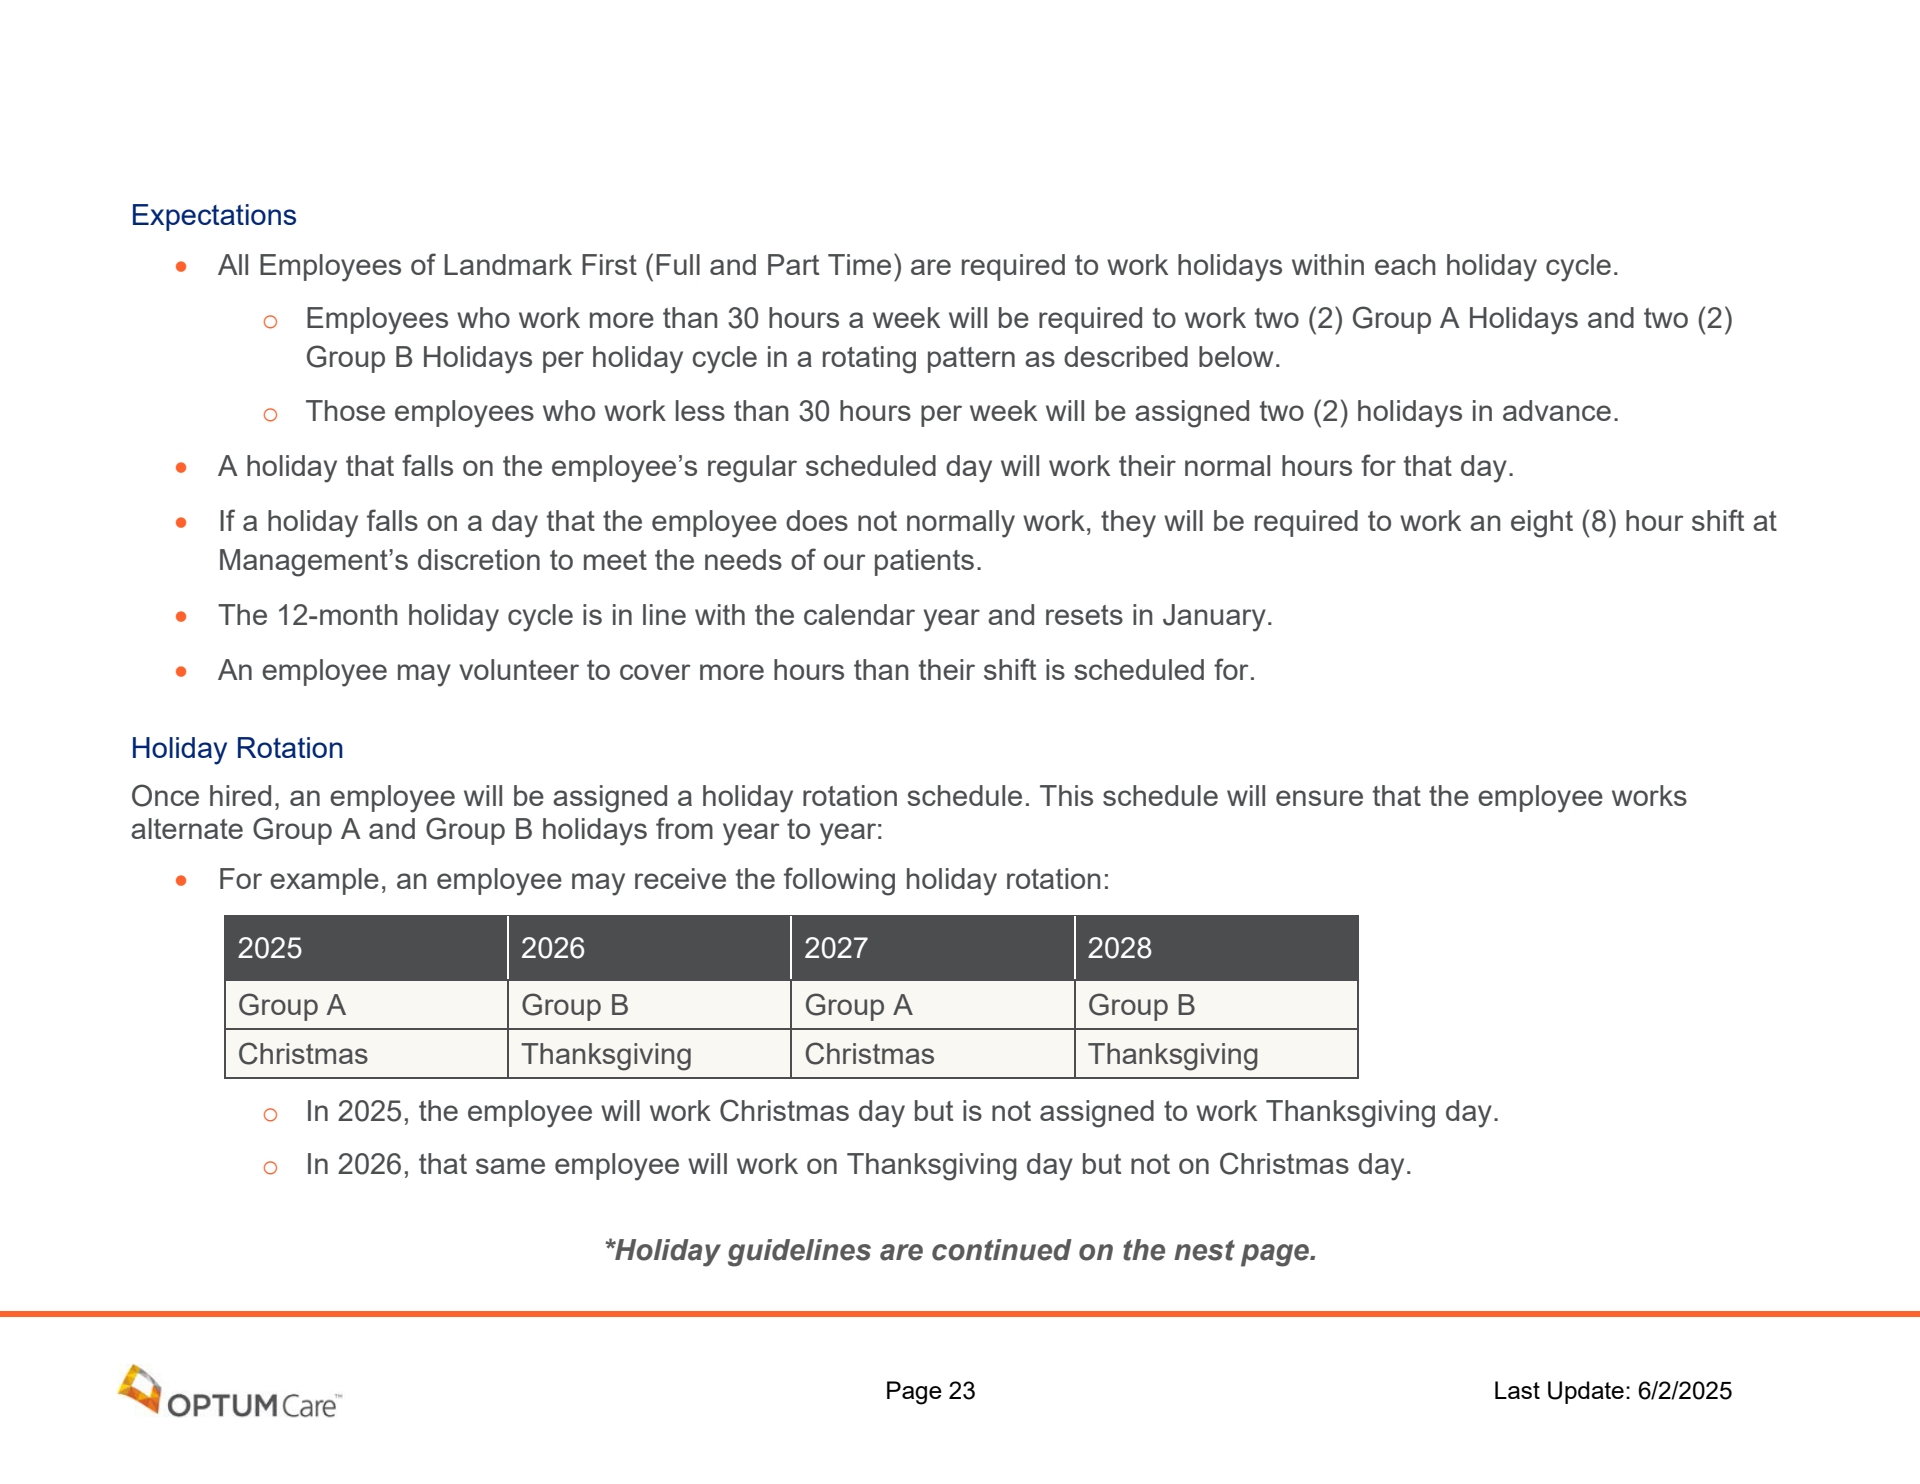 Expectations
• All Employees of Landmark First (Full and Part Time) are required to work holidays within each holiday cycle.
o Employees who work more than 30 hours a week will be required to work two (2) Group A Holidays and two (2)
Group B Holidays per holiday cycle in a rotating pattern as described below.
o Those employees who work less than 30 hours per week will be assigned two (2) holidays in advance.
• A holiday that falls on the employee’s regular scheduled day will work their normal hours for that day.
• If a holiday falls on a day that the employee does not normally work, they will be required to work an eight (8) hour shift at
Management’s discretion to meet the needs of our patients.
• The 12-month holiday cycle is in line with the calendar year and resets in January.
• An employee may volunteer to cover more hours than their shift is scheduled for.
Holiday Rotation
Once hired, an employee will be assigned a holiday rotation schedule. This schedule will ensure that the employee works
alternate Group A and Group B holidays from year to year:
• For example, an employee may receive the following holiday rotation:
2025 2026 2027 2028
Group A Group B Group A Group B
Christmas Thanksgiving Christmas Thanksgiving
o In 2025, the employee will work Christmas day but is not assigned to work Thanksgiving day.
o In 2026, that same employee will work on Thanksgiving day but not on Christmas day.
*Holiday guidelines are continued on the nest page.
OPTUMCare™ Page 23 Last Update: 6/2/2025